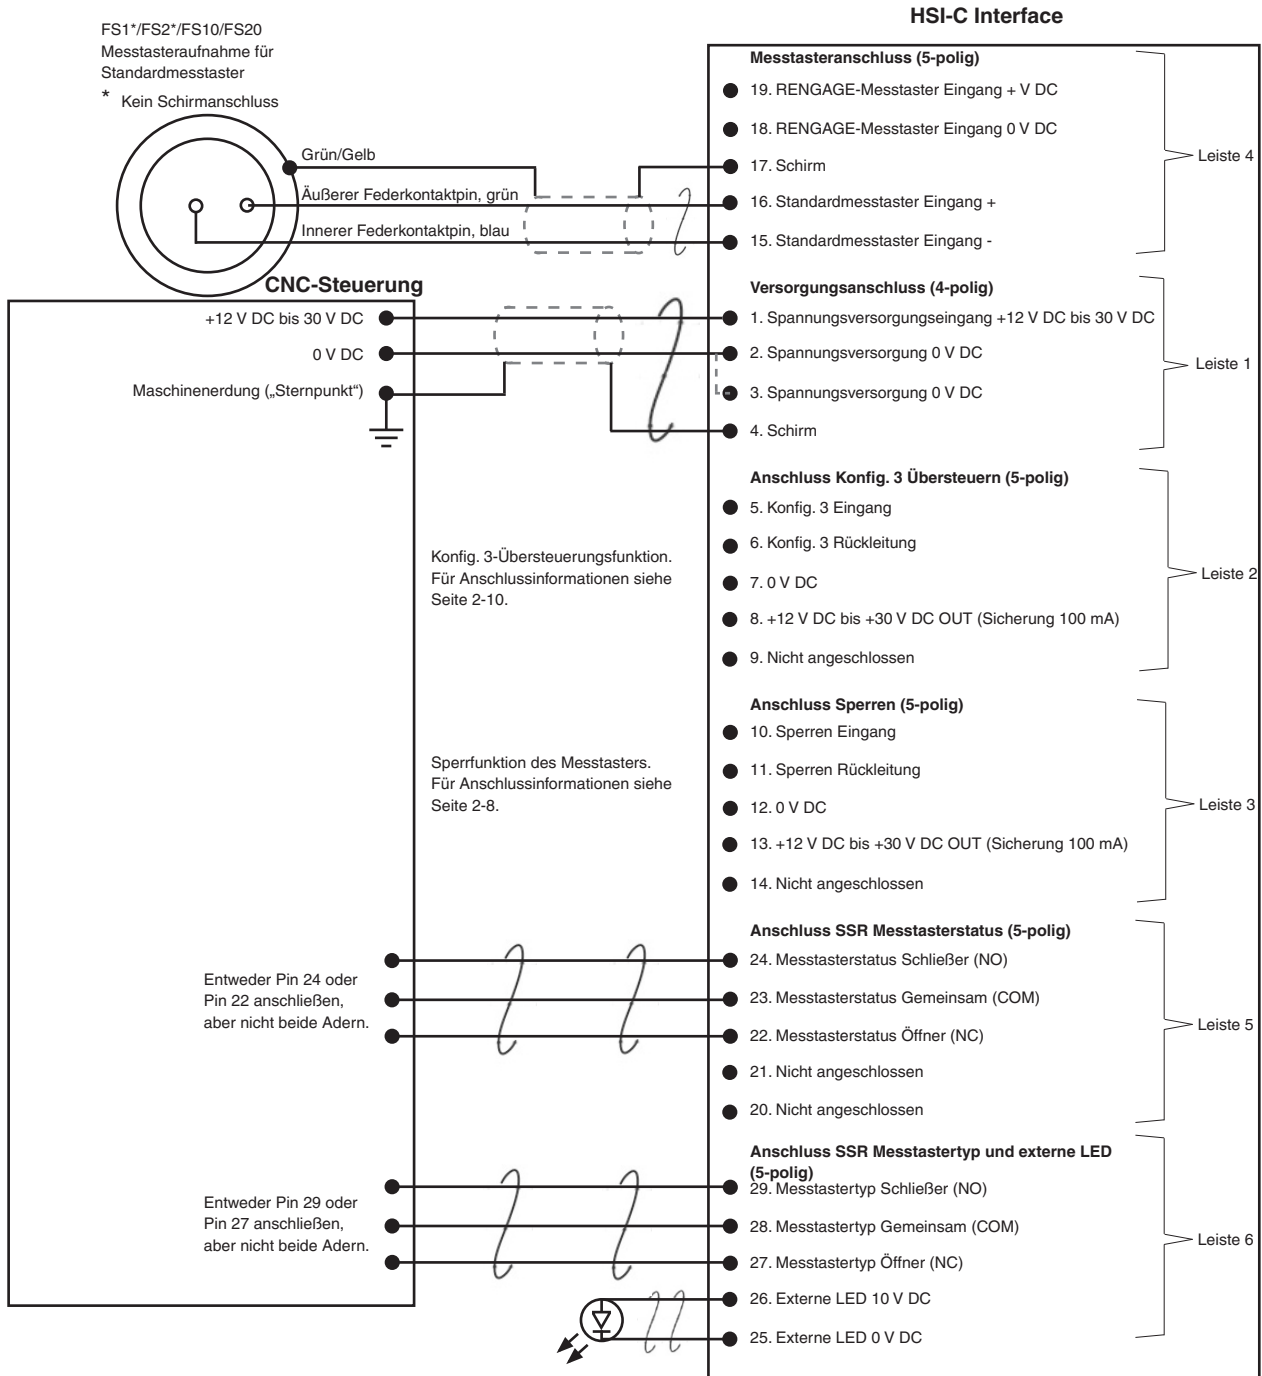 HSI-C Interface
FS1*/FS2*/FS10/FS20
Messtasteraufnahme für
Standardmesstaster
* Kein Schirmanschluss
Grün/Gelb
Äußerer Federkontaktpin, grün
Innerer Federkontaktpin, blau
Messtasteranschluss (5-polig)
19. RENGAGE-Messtaster Eingang + V DC
18. RENGAGE-Messtaster Eingang 0 V DC
17. Schirm
16. Standardmesstaster Eingang +
15. Standardmesstaster Eingang -
Leiste 4
CNC-Steuerung
+12 V DC bis 30 V DC
0 V DC
Maschinenerdung („Sternpunkt“)
Versorgungsanschluss (4-polig)
1. Spannungsversorgungseingang +12 V DC bis 30 V DC
2. Spannungsversorgung 0 V DC
3. Spannungsversorgung 0 V DC
4. Schirm
Leiste 1
Konfig. 3-Übersteuerungsfunktion.
Für Anschlussinformationen siehe
Seite 2-10.
Anschluss Konfig. 3 Übersteuern (5-polig)
5. Konfig. 3 Eingang
6. Konfig. 3 Rückleitung
7. 0 V DC
8. +12 V DC bis +30 V DC OUT (Sicherung 100 mA)
9. Nicht angeschlossen
Leiste 2
Sperrfunktion des Messtasters.
Für Anschlussinformationen siehe
Seite 2-8.
Anschluss Sperren (5-polig)
10. Sperren Eingang
11. Sperren Rückleitung
12. 0 V DC
13. +12 V DC bis +30 V DC OUT (Sicherung 100 mA)
14. Nicht angeschlossen
Leiste 3
Entweder Pin 24 oder
Pin 22 anschließen,
aber nicht beide Adern.
Anschluss SSR Messtasterstatus (5-polig)
24. Messtasterstatus Schließer (NO)
23. Messtasterstatus Gemeinsam (COM)
22. Messtasterstatus Öffner (NC)
21. Nicht angeschlossen
20. Nicht angeschlossen
Leiste 5
Entweder Pin 29 oder
Pin 27 anschließen,
aber nicht beide Adern.
Anschluss SSR Messtastertyp und externe LED
(5-polig)
29. Messtastertyp Schließer (NO)
28. Messtastertyp Gemeinsam (COM)
27. Messtastertyp Öffner (NC)
26. Externe LED 10 V DC
25. Externe LED 0 V DC
Leiste 6